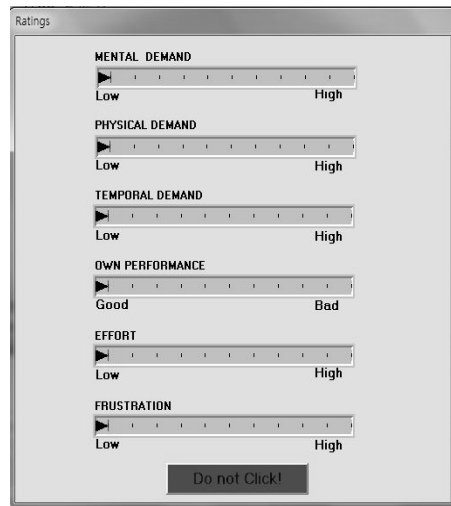 Ratings
MENTAL DEMAND
Low High
PHYSICAL DEMAND
Low High
TEMPORAL DEMAND
Low High
OWN PERFORMANCE
Good Bad
EFFORT
Low High
FRUSTRATION
Low High
Do not Click!